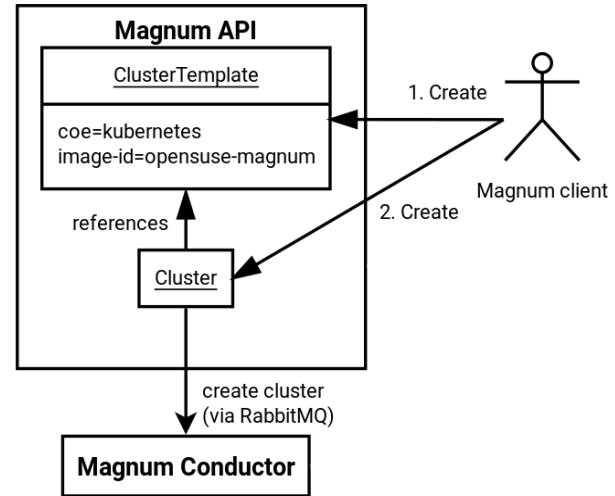 Magnum API
ClusterTemplate
coe=kubernetes
image-id=opensuse-magnum
1. Create
Magnum client
2. Create
references
Cluster
create cluster
(via RabbitMQ)
Magnum Conductor